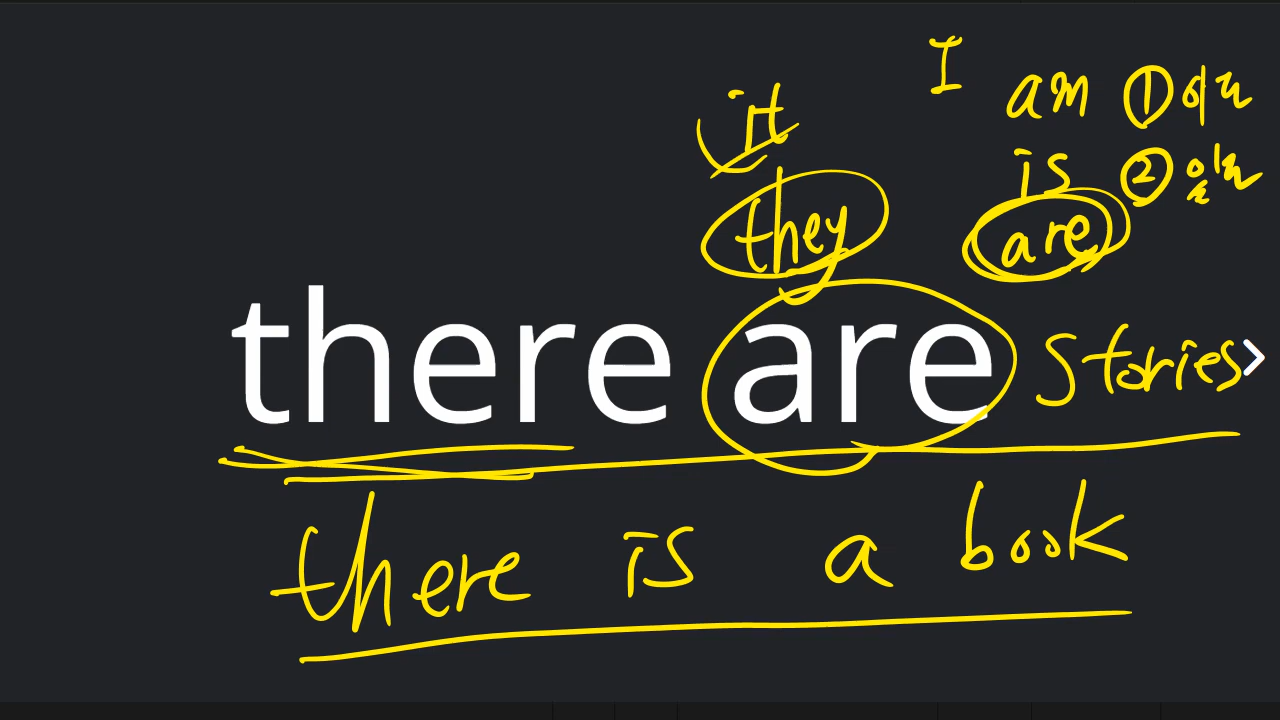 I am ①이다
it is ②있다
they are
there are stories
there is a book